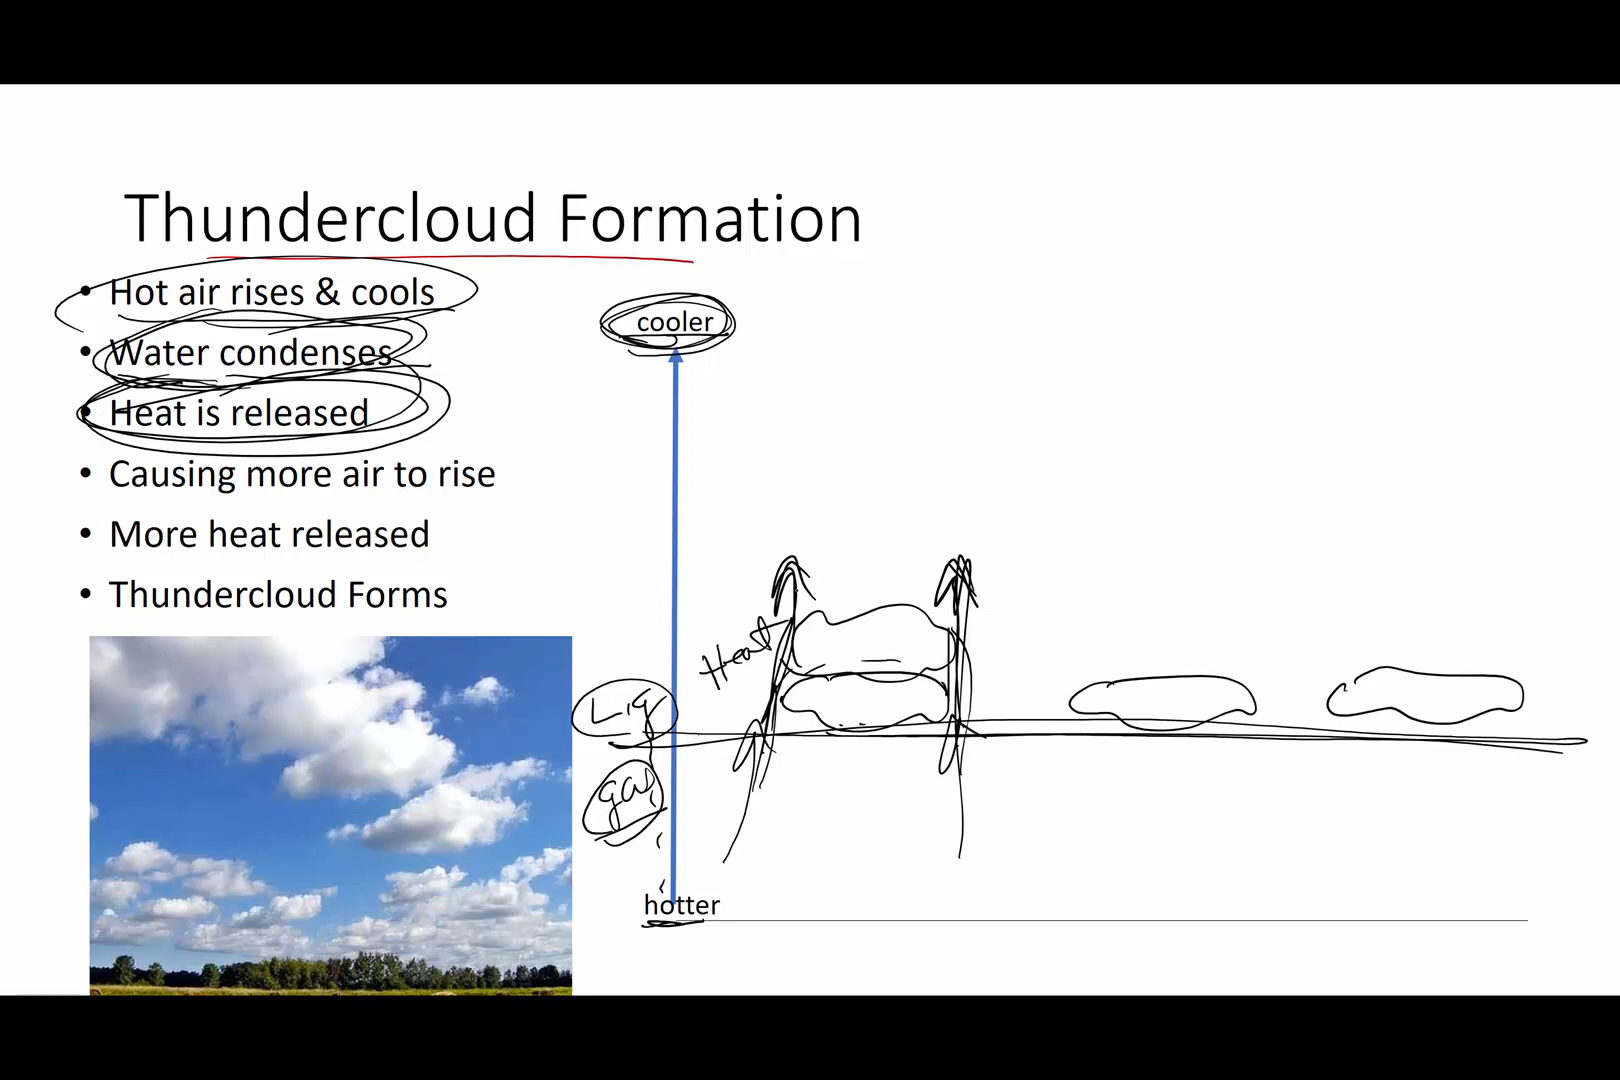 Thundercloud Formation
• Hot air rises & cools
• Water condenses
• Heat is released
• Causing more air to rise
• More heat released
• Thundercloud Forms
cooler
Heat
Liq
gas
hotter